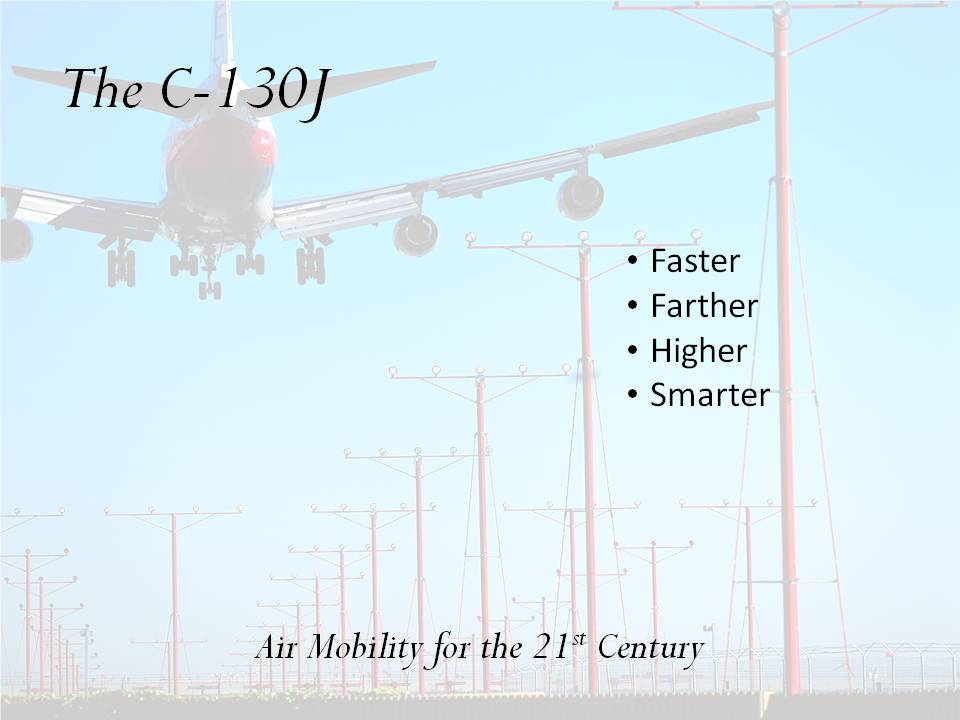 The C-130J
• Faster
• Farther
• Higher
• Smarter
Air Mobility for the 21st Century